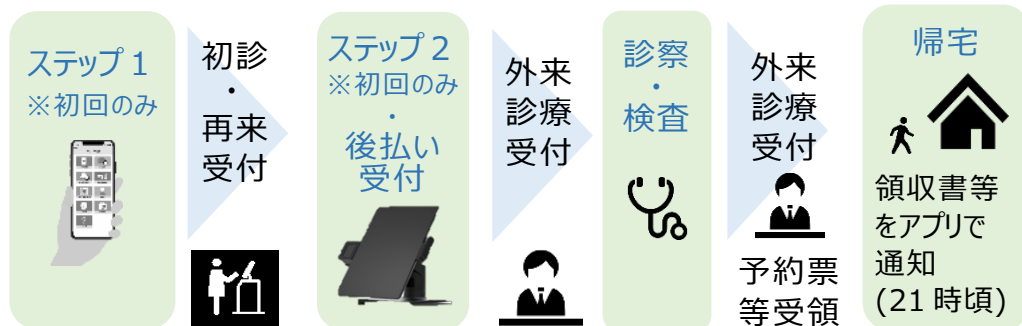 ステップ１
※初回のみ
初診
・
再来
受付
ステップ２
※初回のみ
・
後払い
受付
外来
診療
受付
診察
・
検査
外来
診療
受付
予約票
等受領
帰宅
領収書等
をアプリで
通知
(21 時頃)